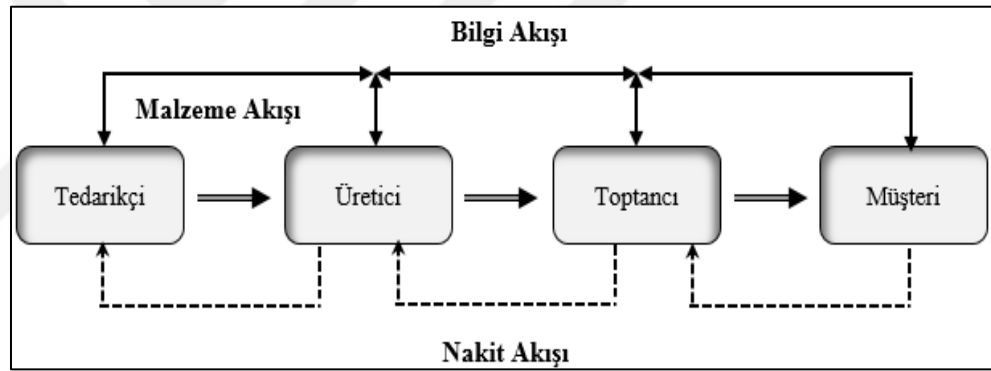 Bilgi Akışı
Malzeme Akışı
Tedarikçi
Üretici
Toptancı
Müşteri
Nakit Akışı